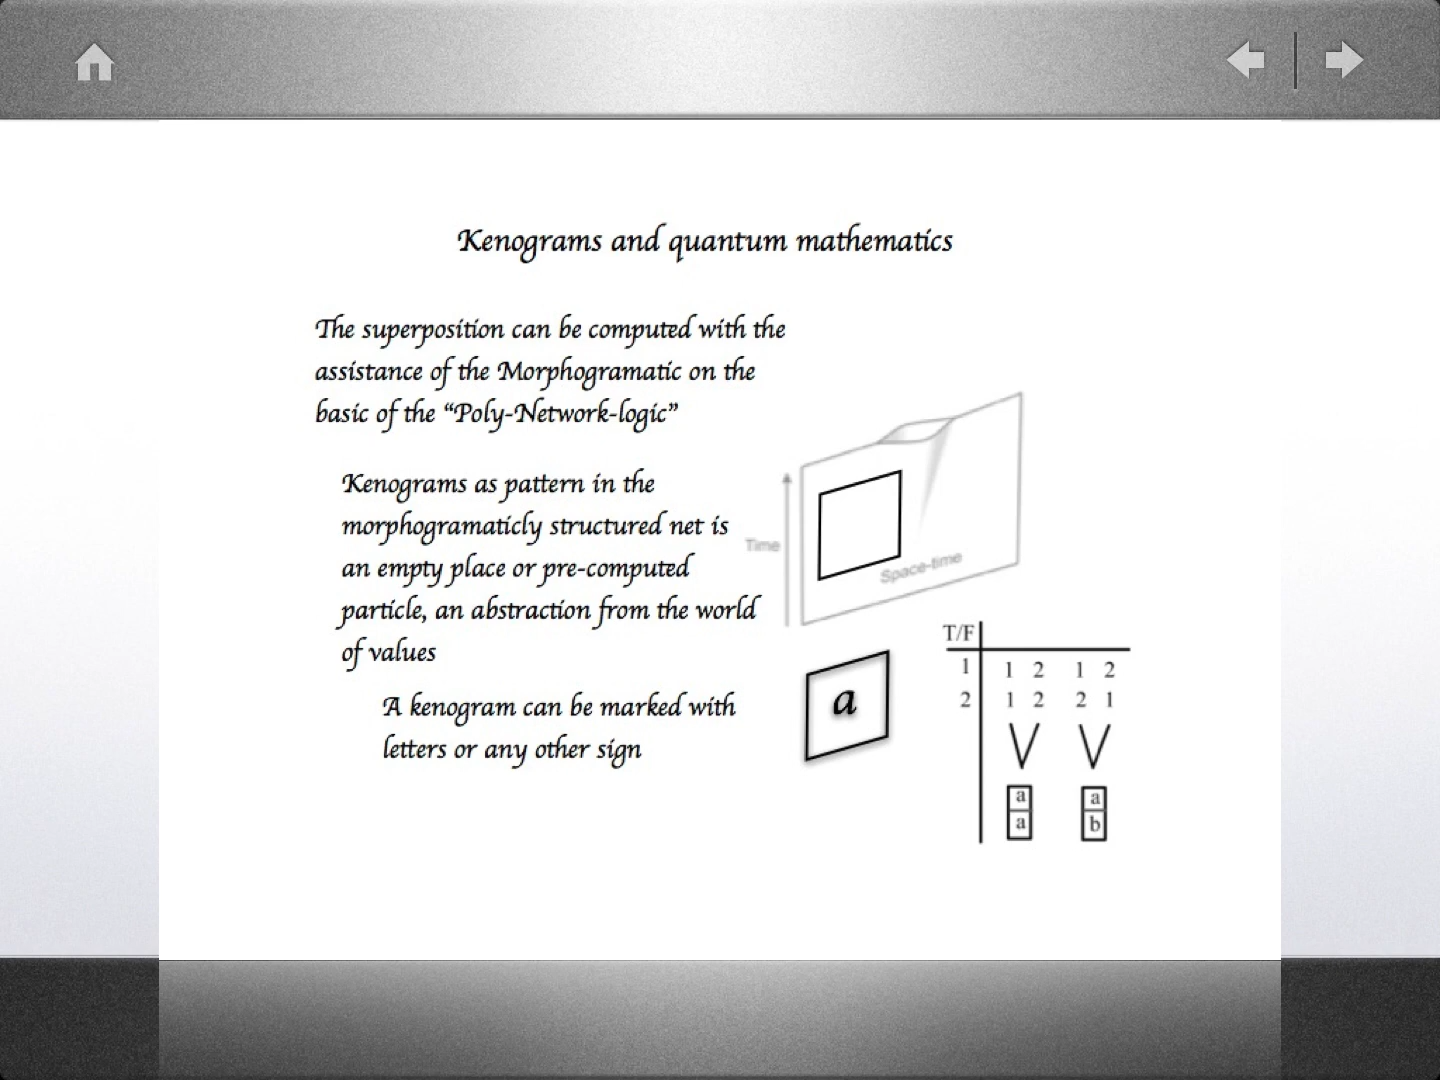 Kenograms and quantum mathematics
The superposition can be computed with the
assistance of the Morphogramatic on the
basic of the “Poly-Network-logic”
Kenograms as pattern in the
morphogramaticly structured net is
an empty place or pre-computed
particle, an abstraction from the world
of values
Time
Space-time
A kenogram can be marked with
letters or any other sign
a
T/F
1 1 2 1 2
2 1 2 2 1
a a
a b